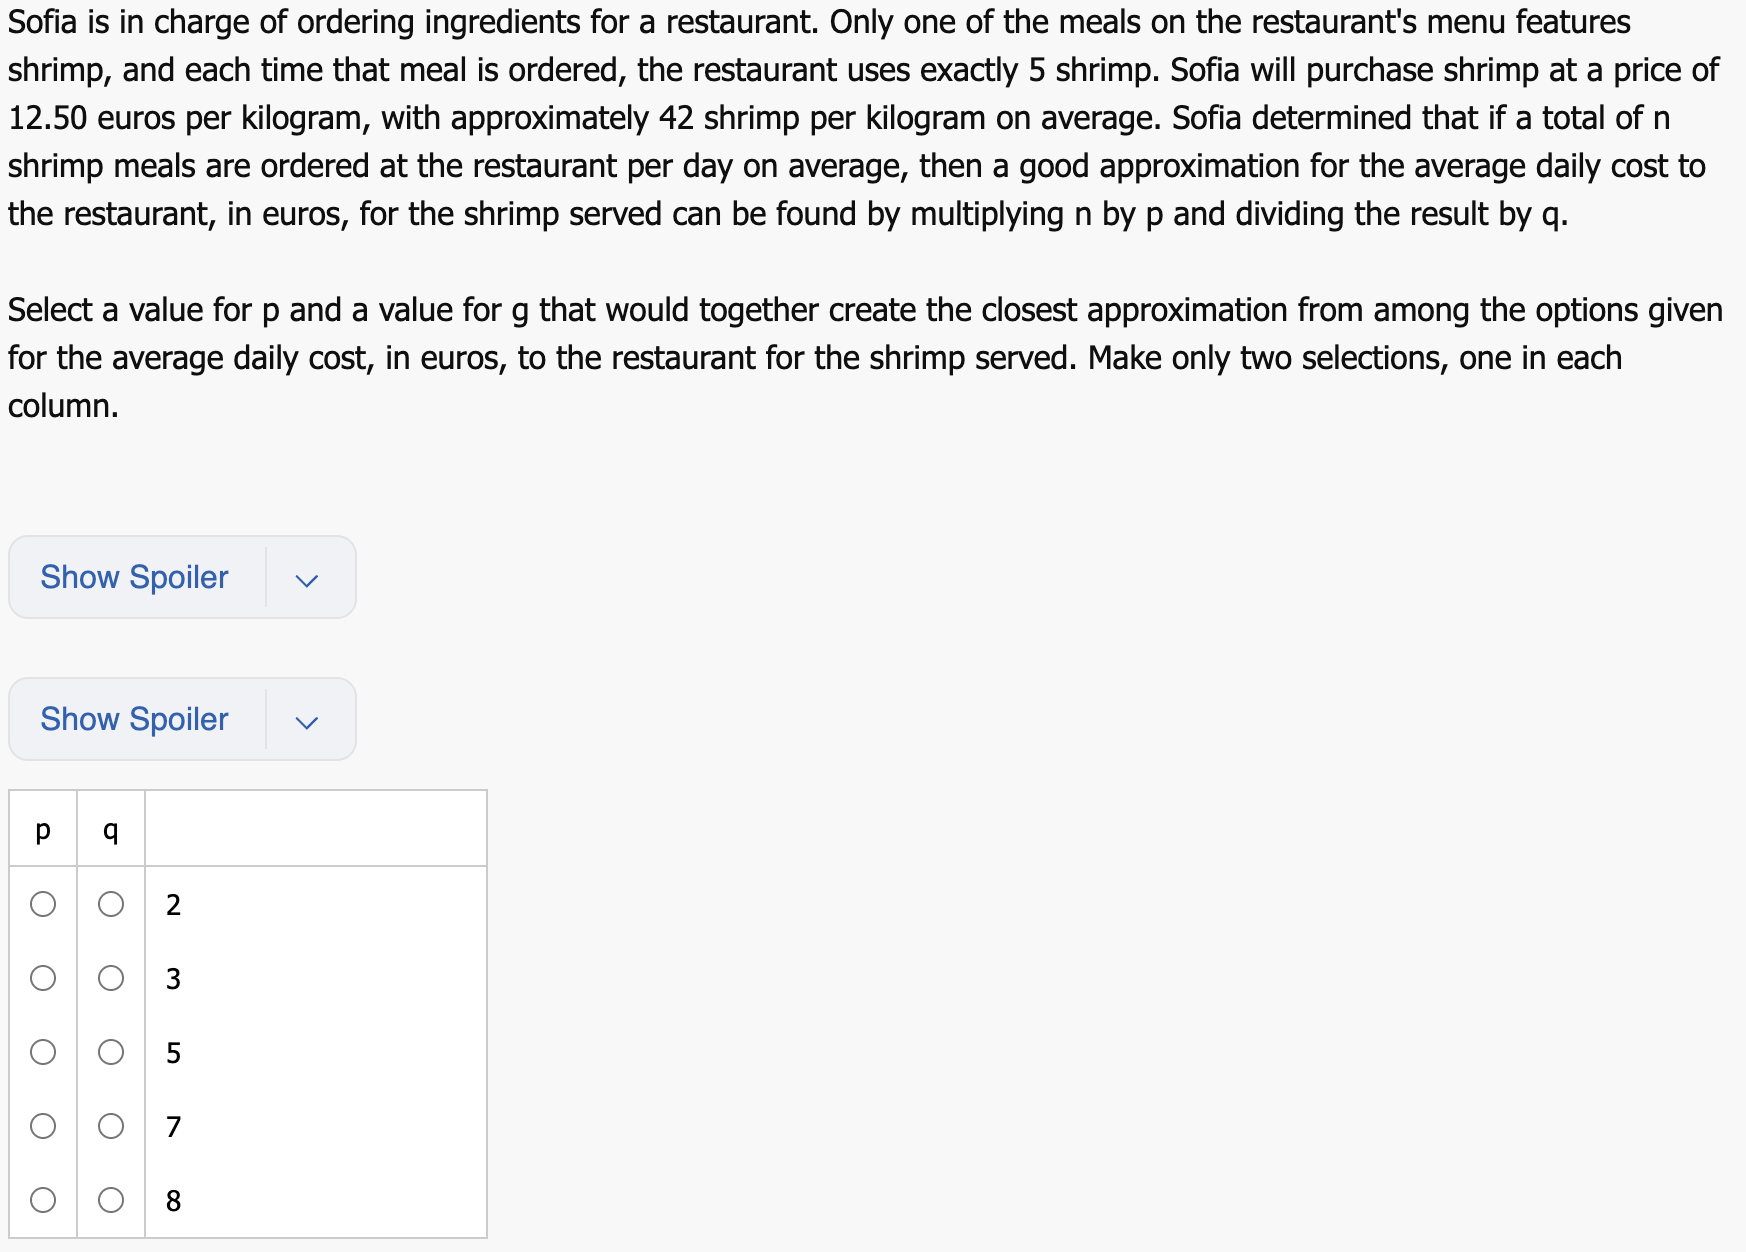 Sofia is in charge of ordering ingredients for a restaurant. Only one of the meals on the restaurant's menu features
shrimp, and each time that meal is ordered, the restaurant uses exactly 5 shrimp. Sofia will purchase shrimp at a price of
12.50 euros per kilogram, with approximately 42 shrimp per kilogram on average. Sofia determined that if a total of n
shrimp meals are ordered at the restaurant per day on average, then a good approximation for the average daily cost to
the restaurant, in euros, for the shrimp served can be found by multiplying n by p and dividing the result by q.
Select a value for p and a value for g that would together create the closest approximation from among the options given
for the average daily cost, in euros, to the restaurant for the shrimp served. Make only two selections, one in each
column.
Show Spoiler
Show Spoiler
p q
2
3
5
7
8